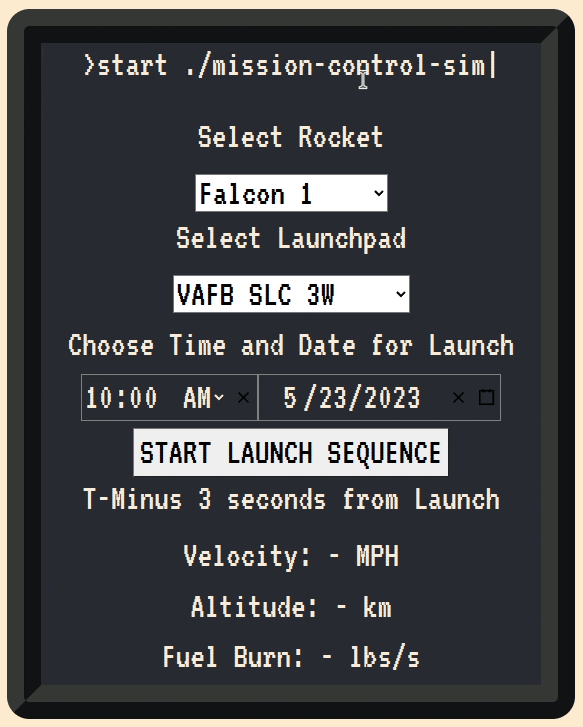 >start ./mission-control-sim|
Select Rocket
Falcon 1
Select Launchpad
VAFB SLC 3W
Choose Time and Date for Launch
10:00 AM 5/23/2023
START LAUNCH SEQUENCE
T-Minus 3 seconds from Launch
Velocity: - MPH
Altitude: - km
Fuel Burn: - lbs/s